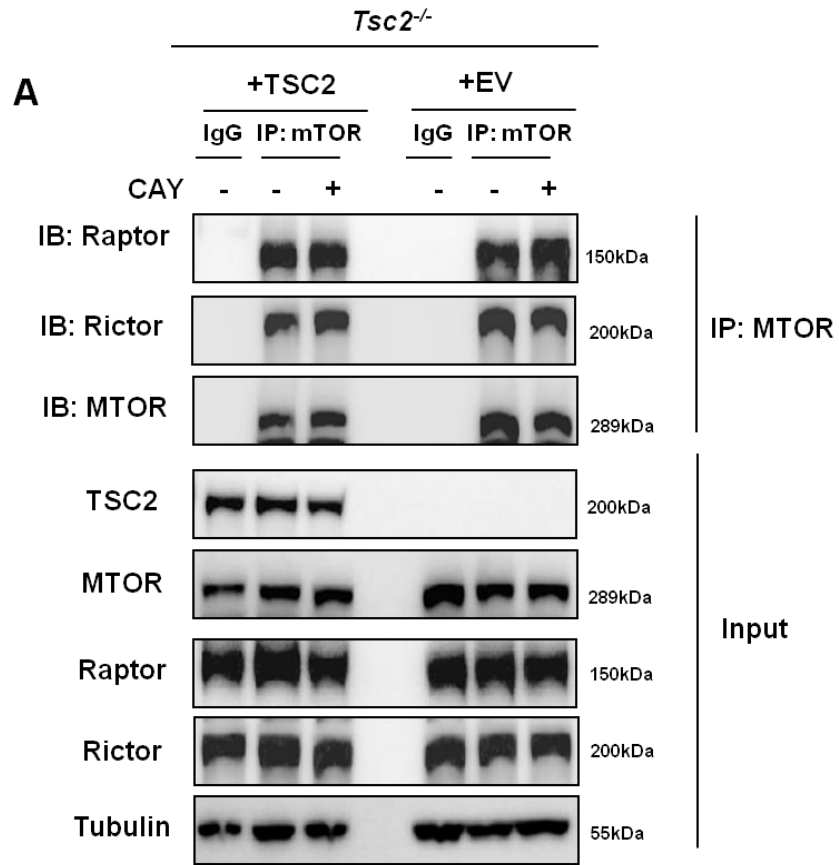 Tsc2-/-
A
+TSC2 +EV
IgG IP: mTOR IgG IP: mTOR
CAY - - + - - +
IB: Raptor 150kDa
IB: Rictor 200kDa
IP: MTOR
IB: MTOR 289kDa
TSC2 200kDa
MTOR 289kDa
Input
Raptor 150kDa
Rictor 200kDa
Tubulin 55kDa